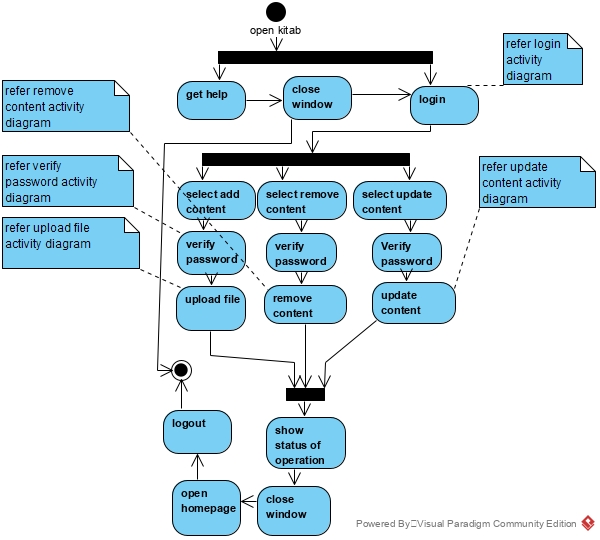 open kitab
refer login
activity
diagram
refer remove
content activity
diagram
get help
close
window
login
refer verify
password activity
diagram
refer update
content activity
diagram
select add
content
select remove
content
select update
content
refer upload file
activity diagram
verify
password
verify
password
Verify
password
upload file
remove
content
update
content
logout
show
status of
operation
open
homepage
close
window
Powered By Visual Paradigm Community Edition